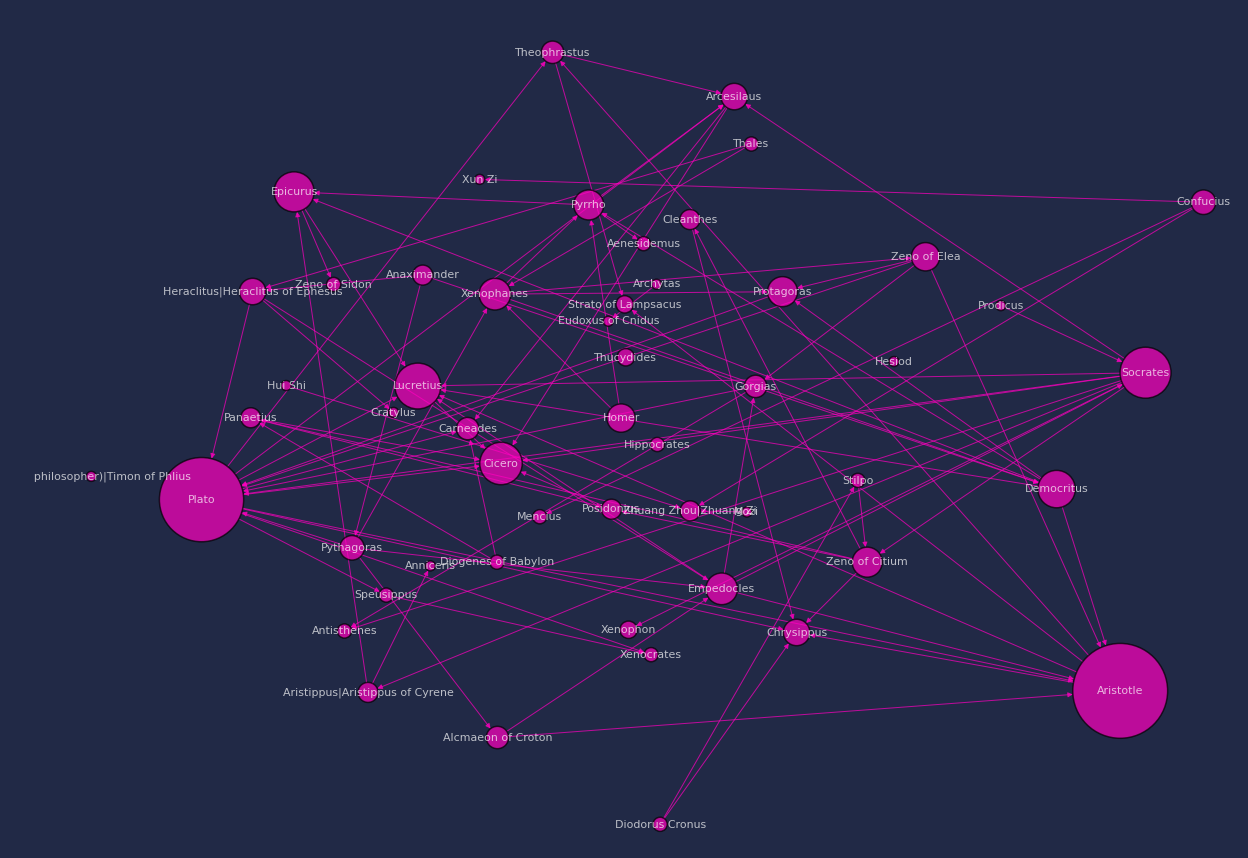 Theophrastus
Arcesilaus
Thales
Xun Zi
Epicurus
Confucius
Pyrrho
Cleanthes
Aenesidemus
Zeno of Elea
Anaximander
Zeno of Sidon
Archytas
Heraclitus|Heraclitus of Ephesus
Xenophanes
Protagoras
Strato of Lampsacus
Prodicus
Eudoxus of Cnidus
Thucydides
Hesiod
Socrates
Hui Shi
Lucretius
Gorgias
Cratylus
Panaetius
Homer
Carneades
Hippocrates
Cicero
philosopher)|Timon of Phlius
Stilpo
Democritus
Plato
Posidonius
Zhuang Zhou|Zhuang Zi
Mozi
Mencius
Pythagoras
Diogenes of Babylon
Zeno of Citium
Anniceris
Empedocles
Speusippus
Antisthenes
Xenophon
Chrysippus
Xenocrates
Aristippus|Aristippus of Cyrene
Aristotle
Alcmaeon of Croton
Diodorus Cronus